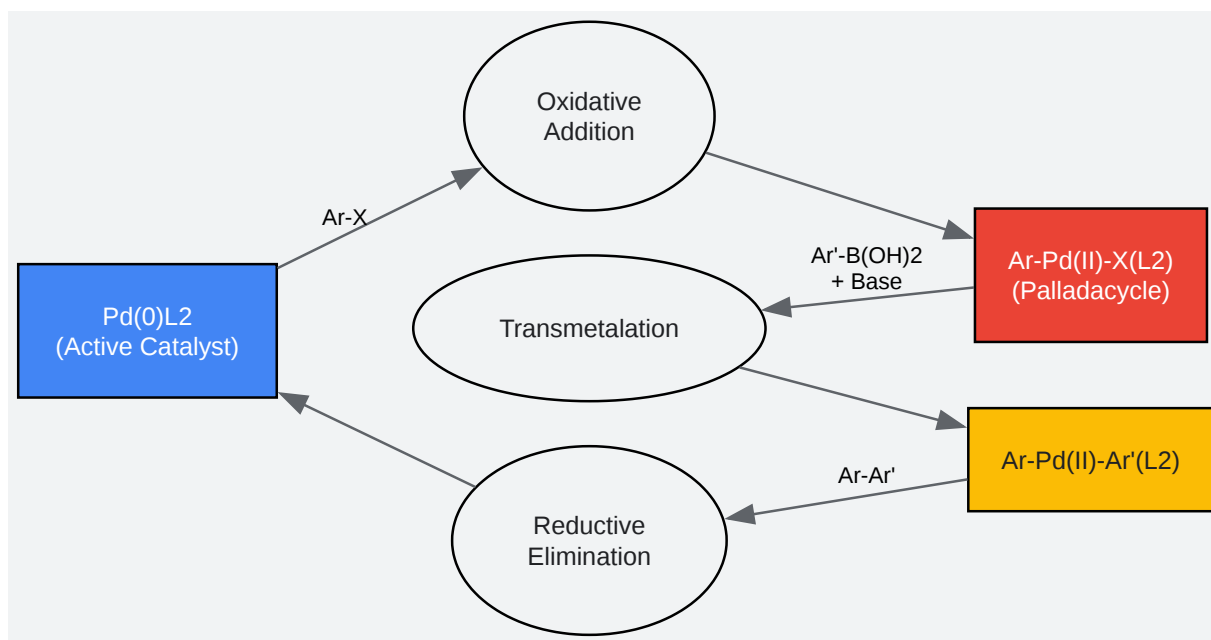 Oxidative
Addition
Ar-X
Ar'-B(OH)2
+ Base
Ar-Pd(II)-X(L2)
(Palladacycle)
Pd(0)L2
(Active Catalyst)
Transmetalation
Ar-Ar'
Ar-Pd(II)-Ar'(L2)
Reductive
Elimination